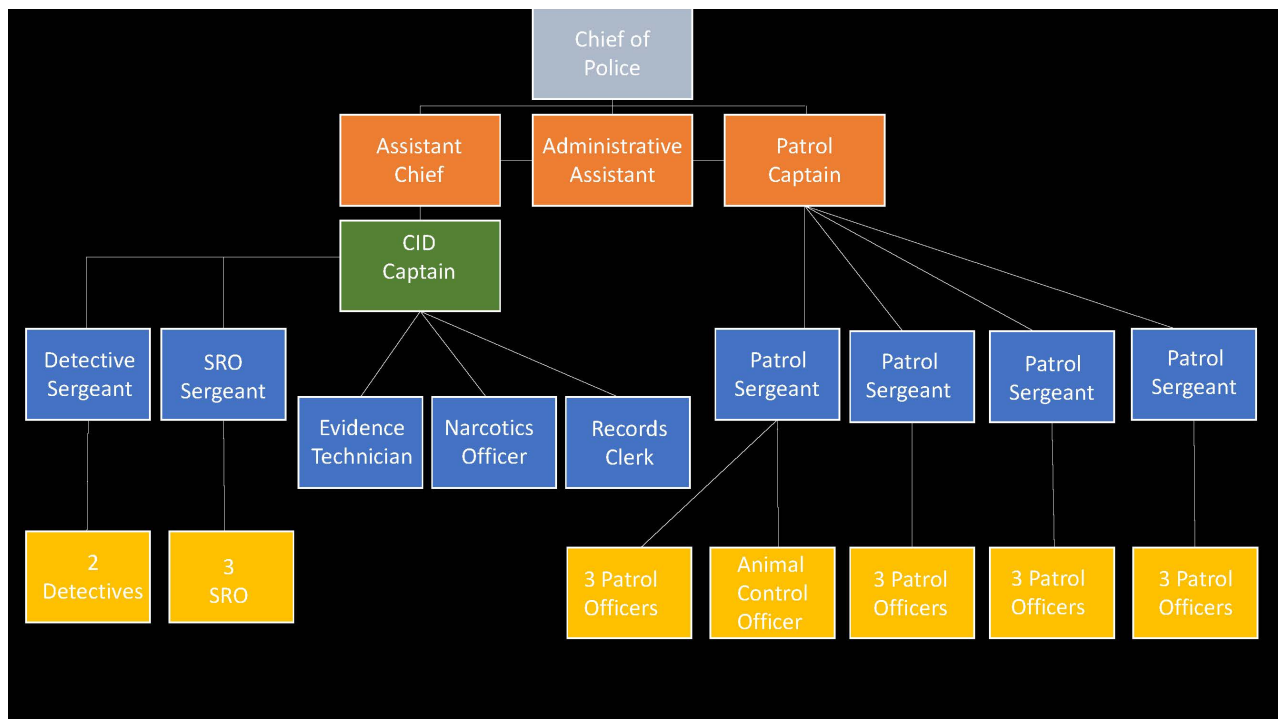 Chief of
Police
Assistant
Chief
Administrative
Assistant
Patrol
Captain
CID
Captain
Detective
Sergeant
SRO
Sergeant
Patrol
Sergeant
Patrol
Sergeant
Patrol
Sergeant
Patrol
Sergeant
Evidence
Technician
Narcotics
Officer
Records
Clerk
2
Detectives
3
SRO
3 Patrol
Officers
Animal
Control
Officer
3 Patrol
Officers
3 Patrol
Officers
3 Patrol
Officers